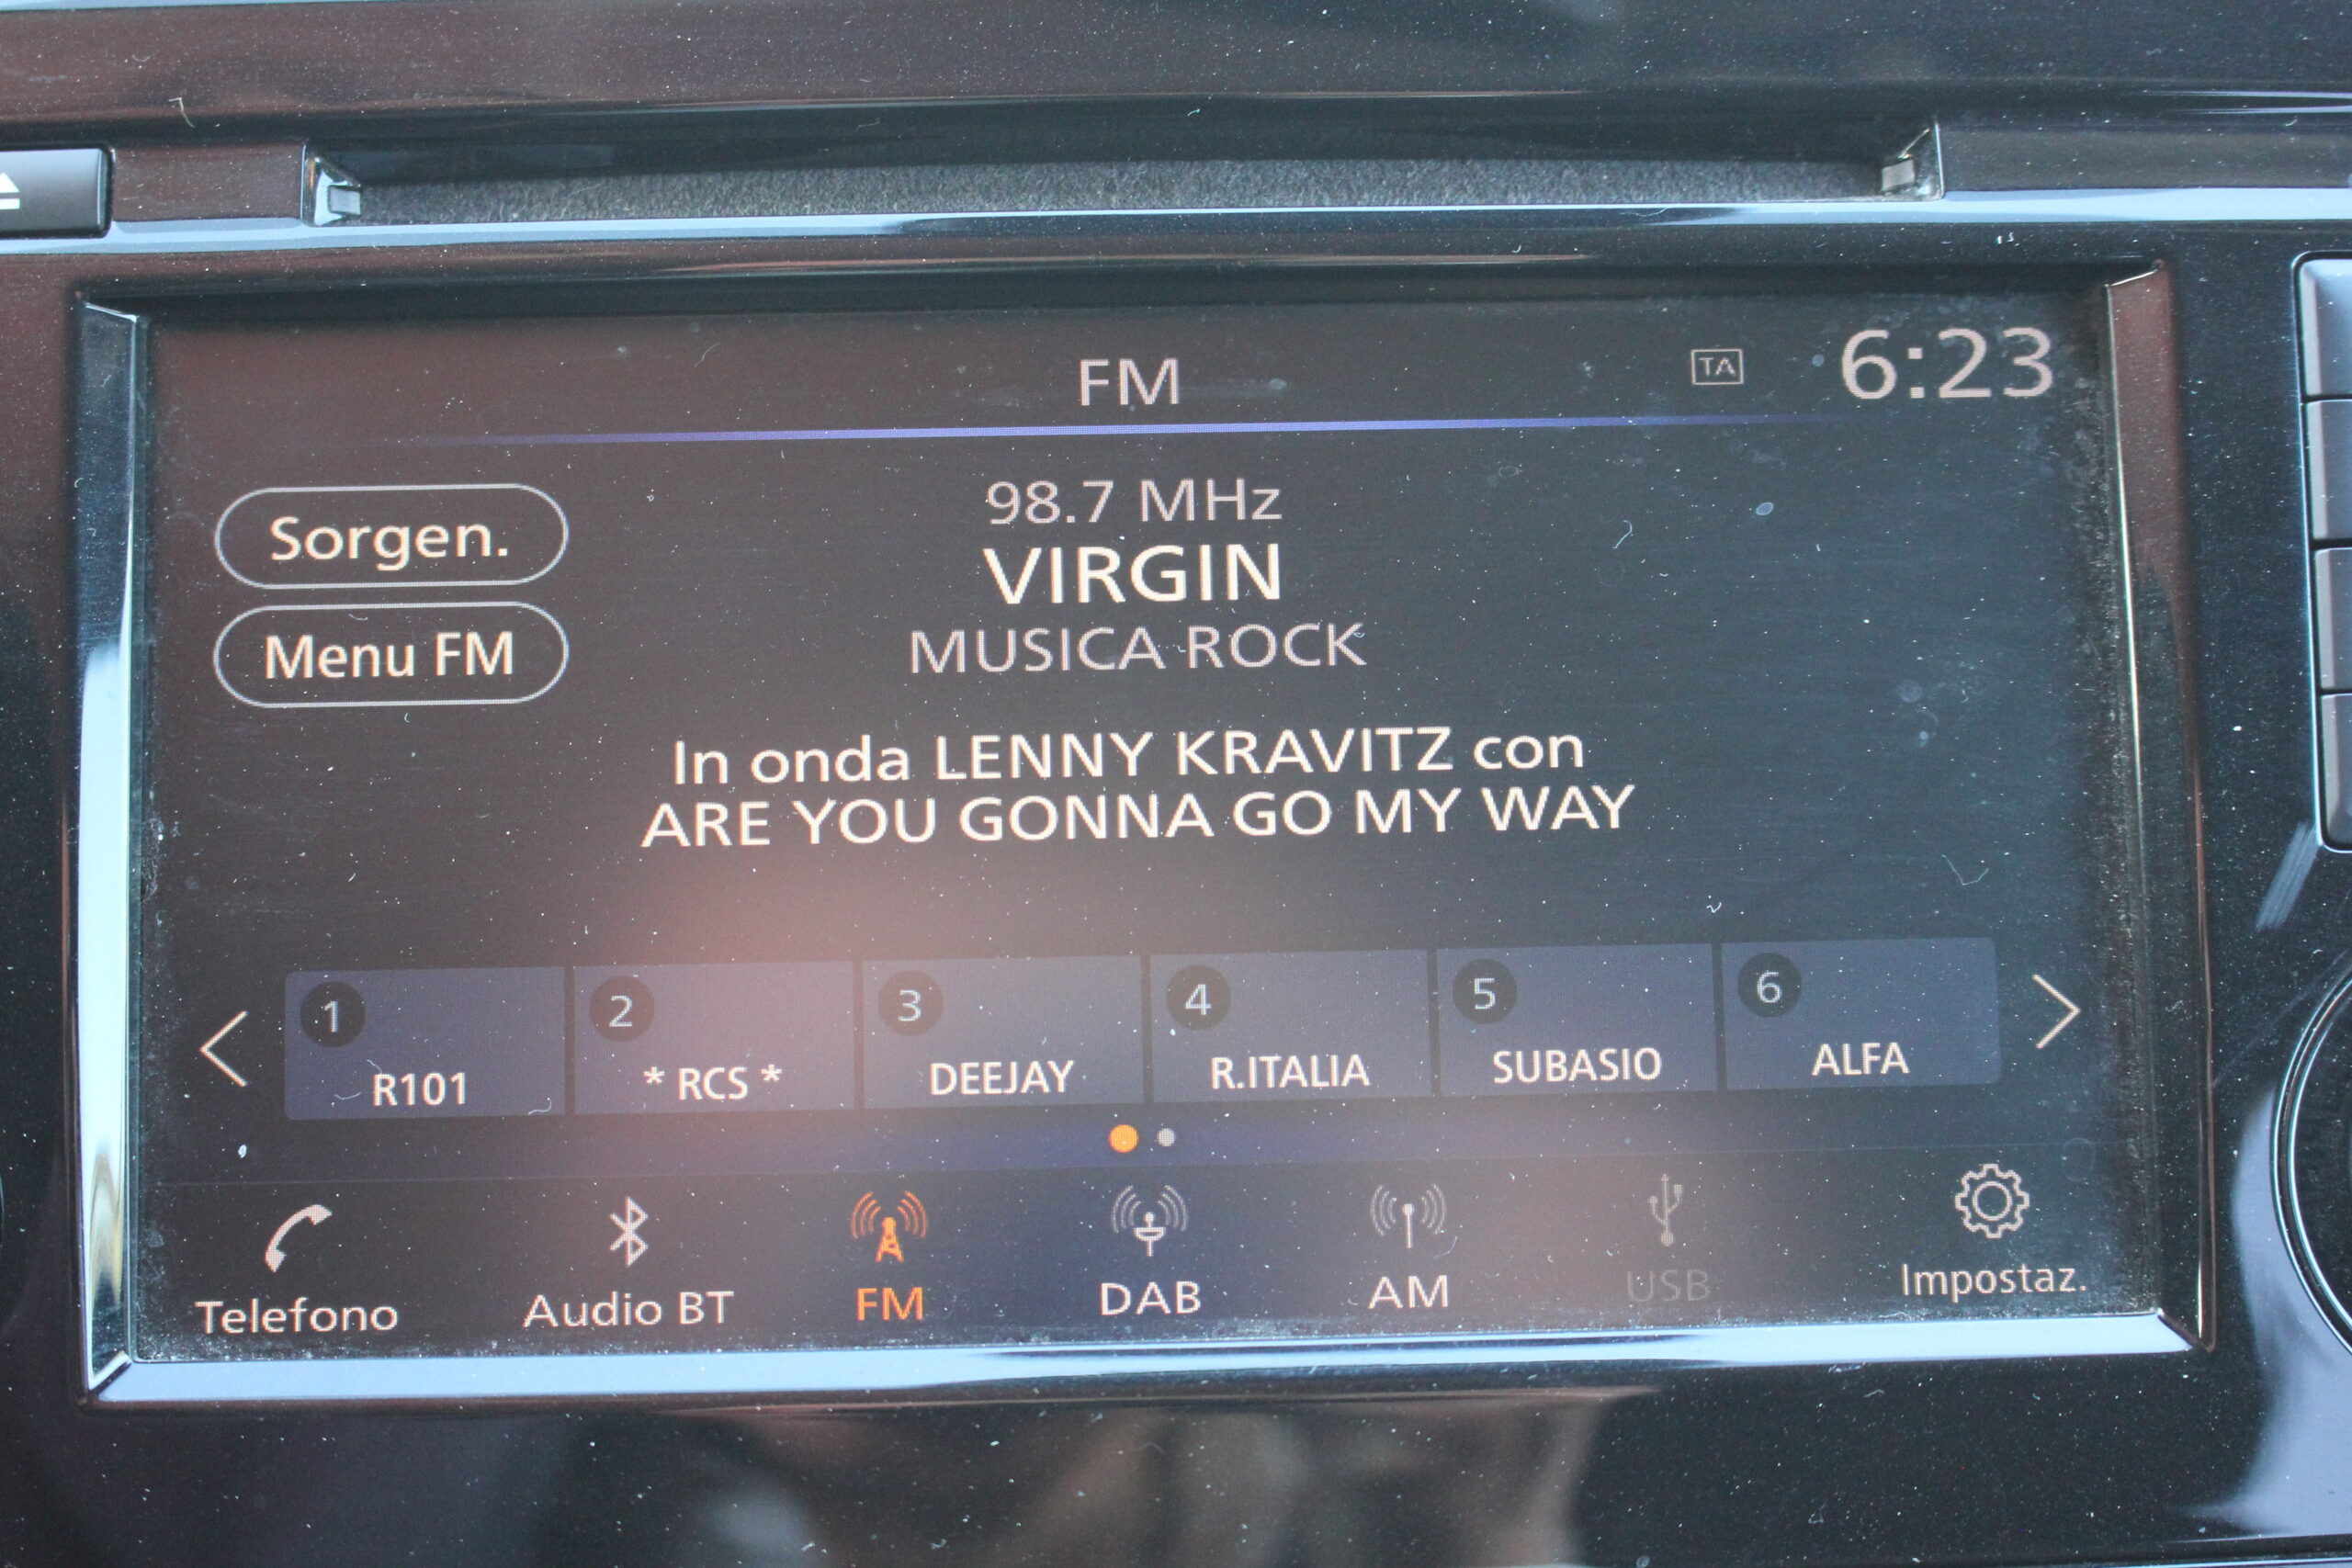 FM
TA
6:23
Sorgen.
Menu FM
98.7 MHz
VIRGIN
MUSICA ROCK
In onda LENNY KRAVITZ con
ARE YOU GONNA GO MY WAY
1
R101
2
* RCS *
3
DEEJAY
4
R.ITALIA
5
SUBASIO
6
ALFA
Telefono
Audio BT
FM
DAB
AM
USB
Impostaz.